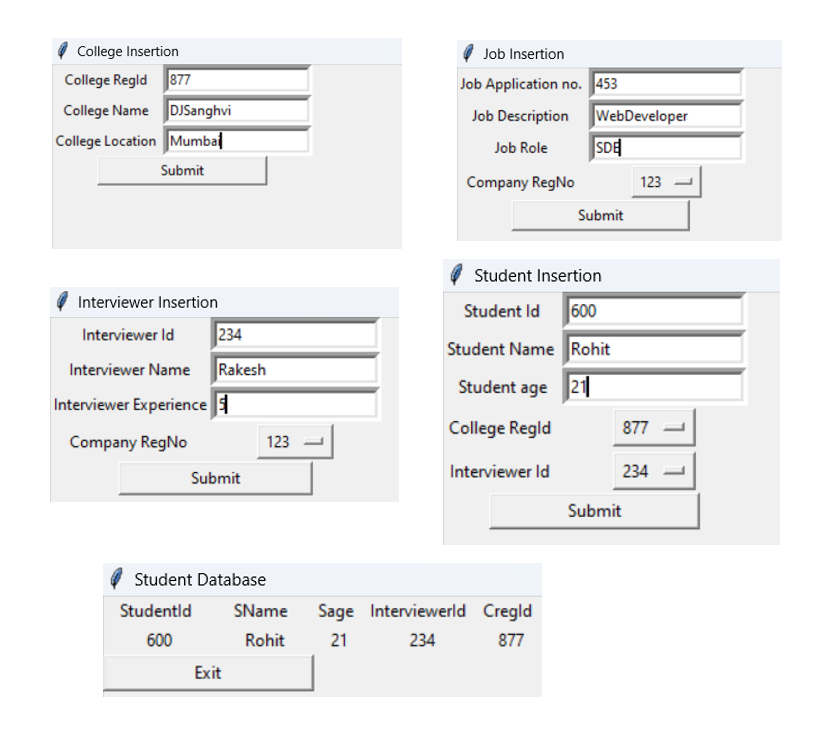 College Insertion
College RegId 877
College Name DJSanghvi
College Location Mumbai
Submit
Job Insertion
Job Application no. 453
Job Description WebDeveloper
Job Role SDE
Company RegNo 123
Submit
Interviewer Insertion
Interviewer Id 234
Interviewer Name Rakesh
Interviewer Experience 5
Company RegNo 123
Submit
Student Insertion
Student Id 600
Student Name Rohit
Student age 21
College RegId 877
Interviewer Id 234
Submit
Student Database
StudentId SName Sage InterviewerId CregId
600 Rohit 21 234 877
Exit